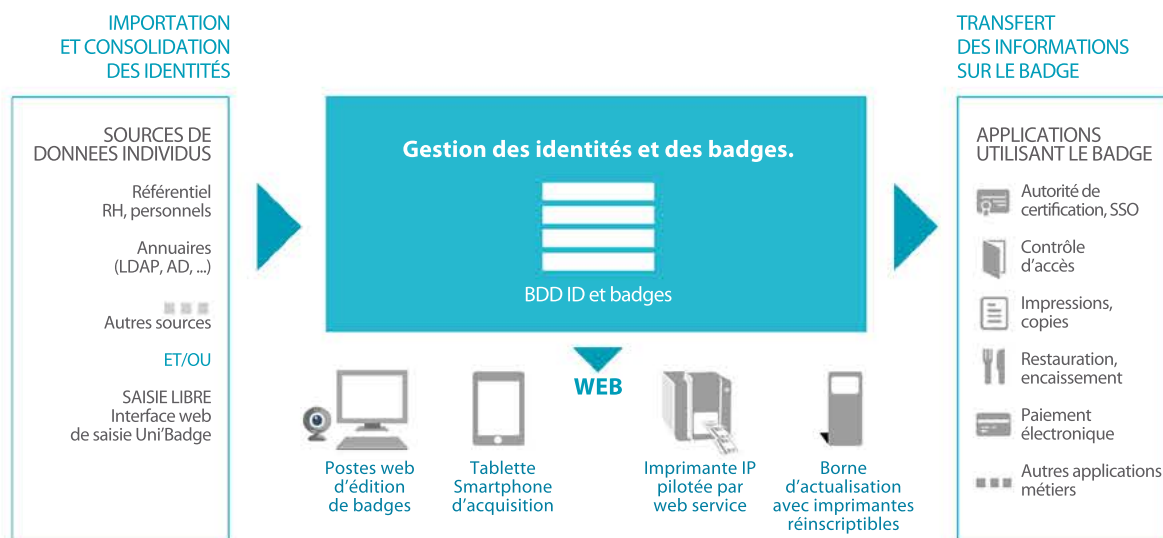 IMPORTATION
ET CONSOLIDATION
DES IDENTITÉS
SOURCES DE
DONNEES INDIVIDUS
Référentiel
RH, personnels
Annuaires
(LDAP, AD, ...)
Autres sources
ET/OU
SAISIE LIBRE
Interface web
de saisie Uni'Badge
Gestion des identités et des badges.
BDD ID et badges
WEB
Postes web
d'édition
de badges
Tablette
Smartphone
d'acquisition
Imprimante IP
pilotée par
web service
Borne
d'actualisation
avec imprimantes
réinscriptibles
TRANSFERT
DES INFORMATIONS
SUR LE BADGE
APPLICATIONS
UTILISANT LE BADGE
Autorité de
certification, SSO
Contrôle
d'accès
Impressions,
copies
Restauration,
encaissement
Paiement
électronique
Autres applications
métiers